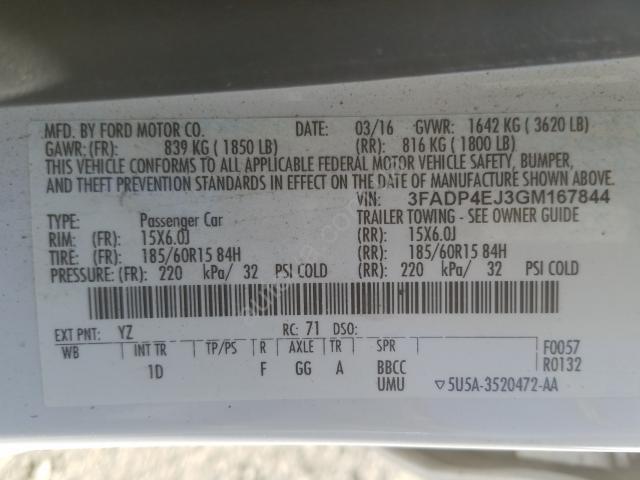 MFD. BY FORD MOTOR CO. DATE: 03/16 GVWR: 1642 KG ( 3620 LB)
GAWR: (FR): 839 KG ( 1850 LB) (RR): 816 KG ( 1800 LB)
THIS VEHICLE CONFORMS TO ALL APPLICABLE FEDERAL MOTOR VEHICLE SAFETY, BUMPER,
AND THEFT PREVENTION STANDARDS IN EFFECT ON THE DATE OF MANUFACTURE SHOWN ABOVE.
VIN: 3FADP4EJ3GM167844
TYPE: Passenger Car TRAILER TOWING - SEE OWNER GUIDE
RIM: (FR): 15X6.0J (RR): 15X6.0J
TIRE: (FR): 185/60R15 84H (RR): 185/60R15 84H
PRESSURE: (FR): 220 kPa/ 32 PSI COLD (RR): 220 kPa/ 32 PSI COLD
EXT PNT: YZ RC: 71 DSO:
WB INT TR TP/PS R AXLE TR SPR F0057
1D F GG A BBCC R0132
UMU ▽5U5A-3520472-AA